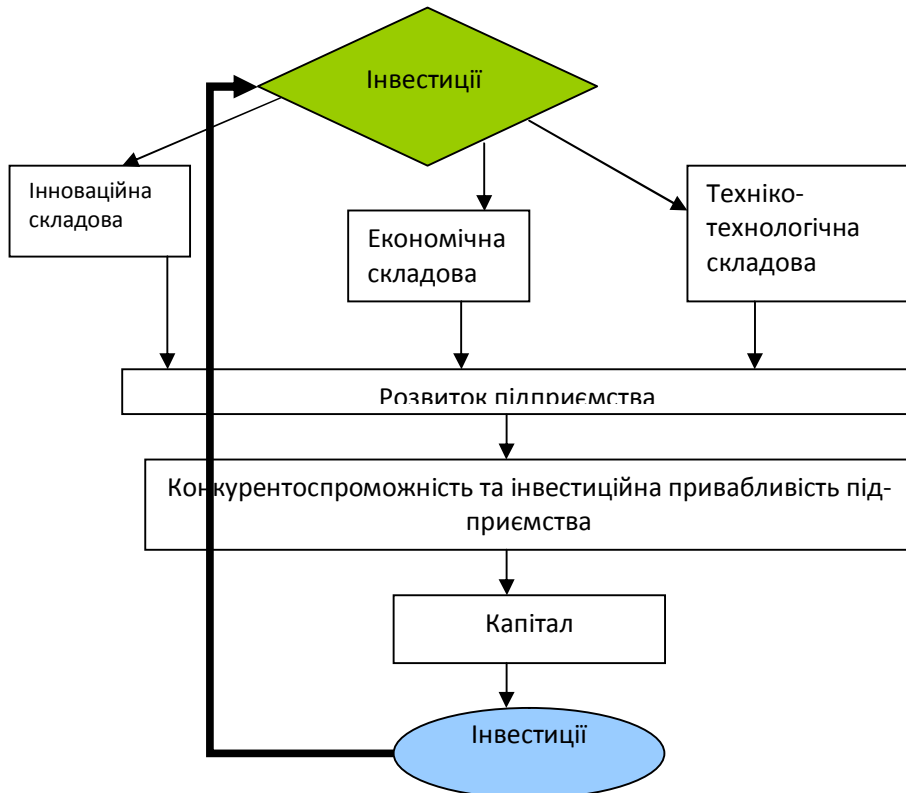 Інвестиції
Інноваційна
складова
Економічна
складова
Техніко-
технологічна
складова
Розвиток підприємства
Конкурентоспроможність та інвестиційна привабливість під-
приємства
Капітал
Інвестиції